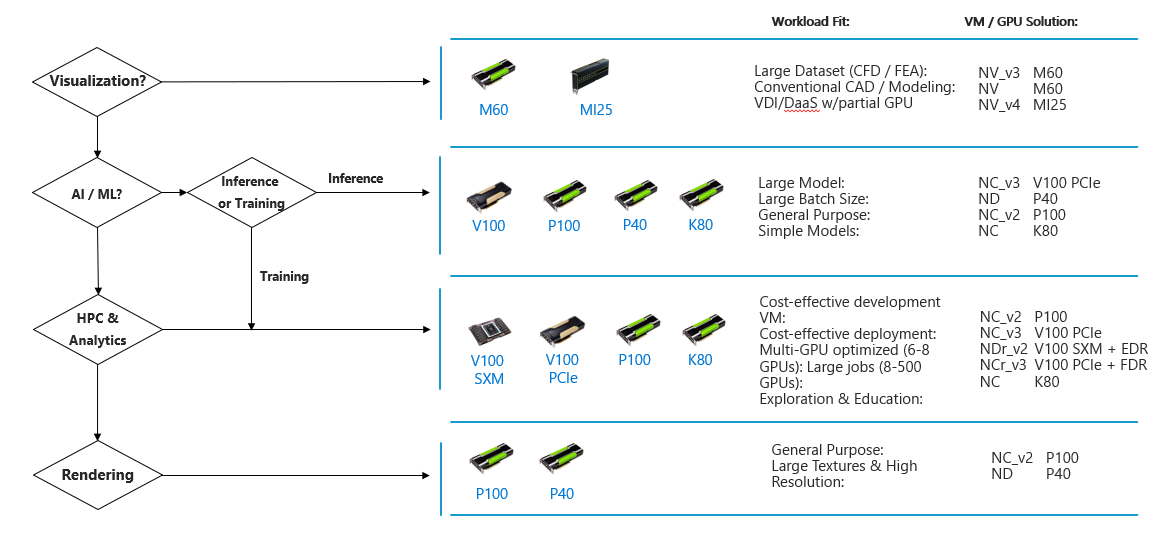 Workload Fit: VM / GPU Solution:
Visualization?
M60 MI25
Large Dataset (CFD / FEA): NV_v3 M60
Conventional CAD / Modeling: NV M60
VDI/DaaS w/partial GPU NV_v4 MI25
AI / ML?
Inference
or Training
Inference
Training
V100 P100 P40 K80
Large Model: NC_v3 V100 PCIe
Large Batch Size: ND P40
General Purpose: NC_v2 P100
Simple Models: NC K80
HPC &
Analytics
V100
SXM
V100
PCIe
P100 K80
Cost-effective development
VM: NC_v2 P100
Cost-effective deployment: NC_v3 V100 PCIe
Multi-GPU optimized (6-8 NDr_v2 V100 SXM + EDR
GPUs): Large jobs (8-500 NCr_v3 V100 PCIe + FDR
GPUs): NC K80
Exploration & Education:
Rendering
P100 P40
General Purpose: NC_v2 P100
Large Textures & High ND P40
Resolution: